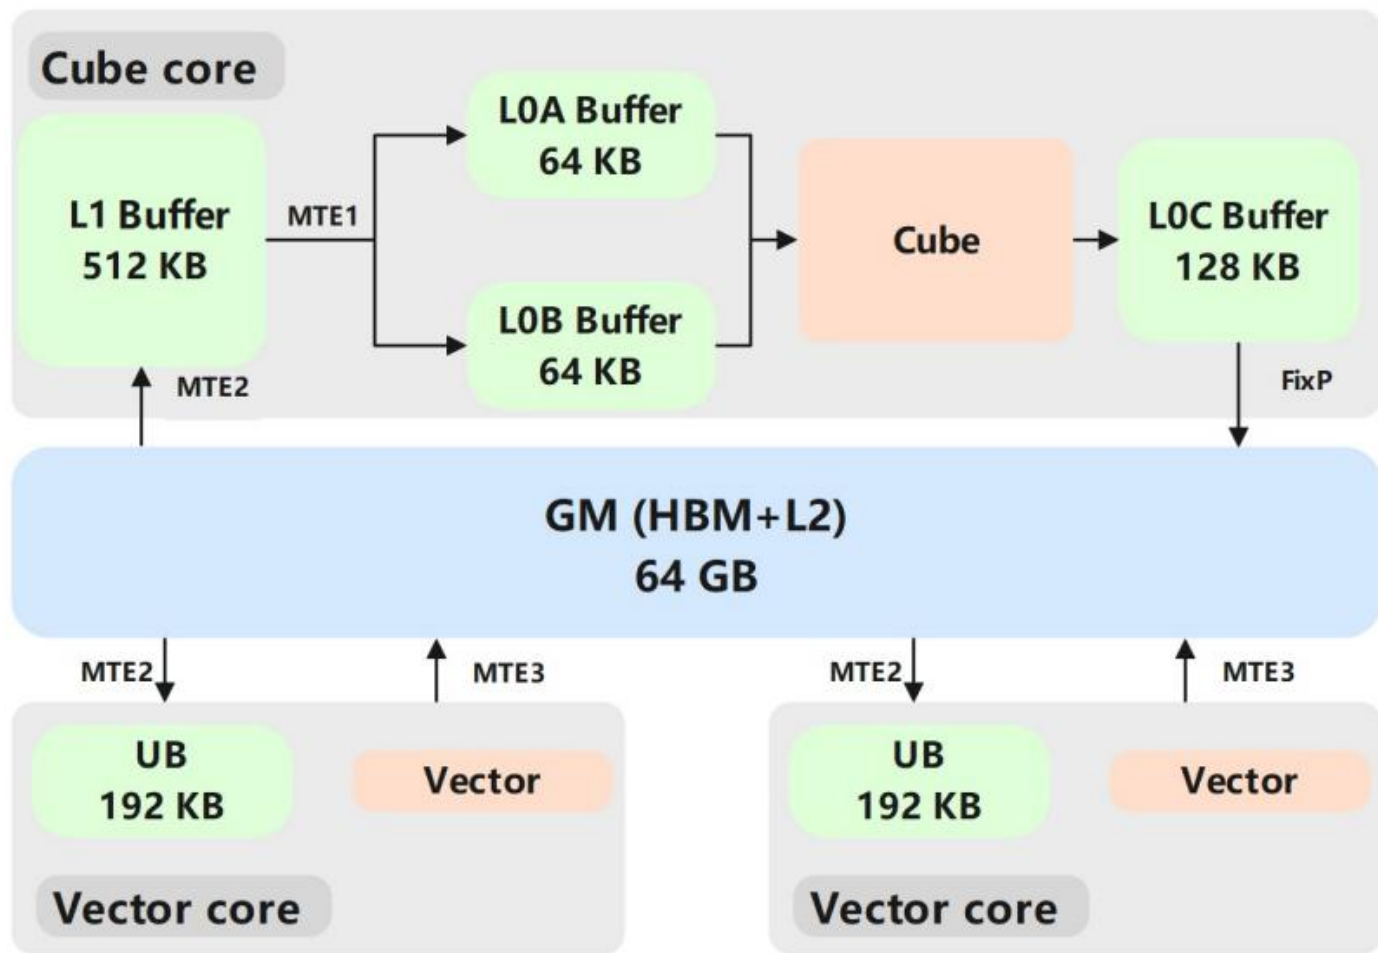 Cube core
L1 Buffer
512 KB
MTE1
L0A Buffer
64 KB
L0B Buffer
64 KB
Cube
L0C Buffer
128 KB
MTE2
FixP
GM (HBM+L2)
64 GB
MTE2
MTE3
MTE2
MTE3
UB
192 KB
Vector
Vector core
UB
192 KB
Vector
Vector core